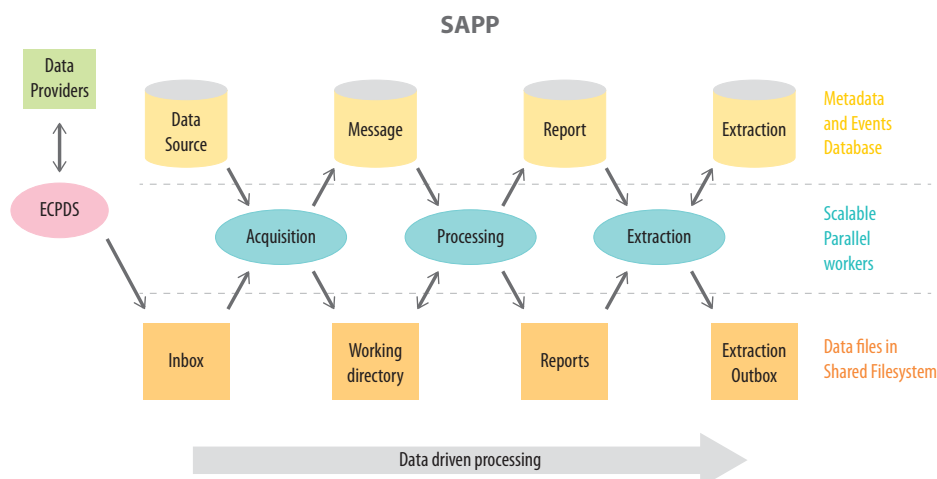 SAPP
Data
Providers
ECPDS
Data
Source
Message
Report
Extraction
Metadata
and Events
Database
Acquisition
Processing
Extraction
Scalable
Parallel
workers
Inbox
Working
directory
Reports
Extraction
Outbox
Data files in
Shared Filesystem
Data driven processing